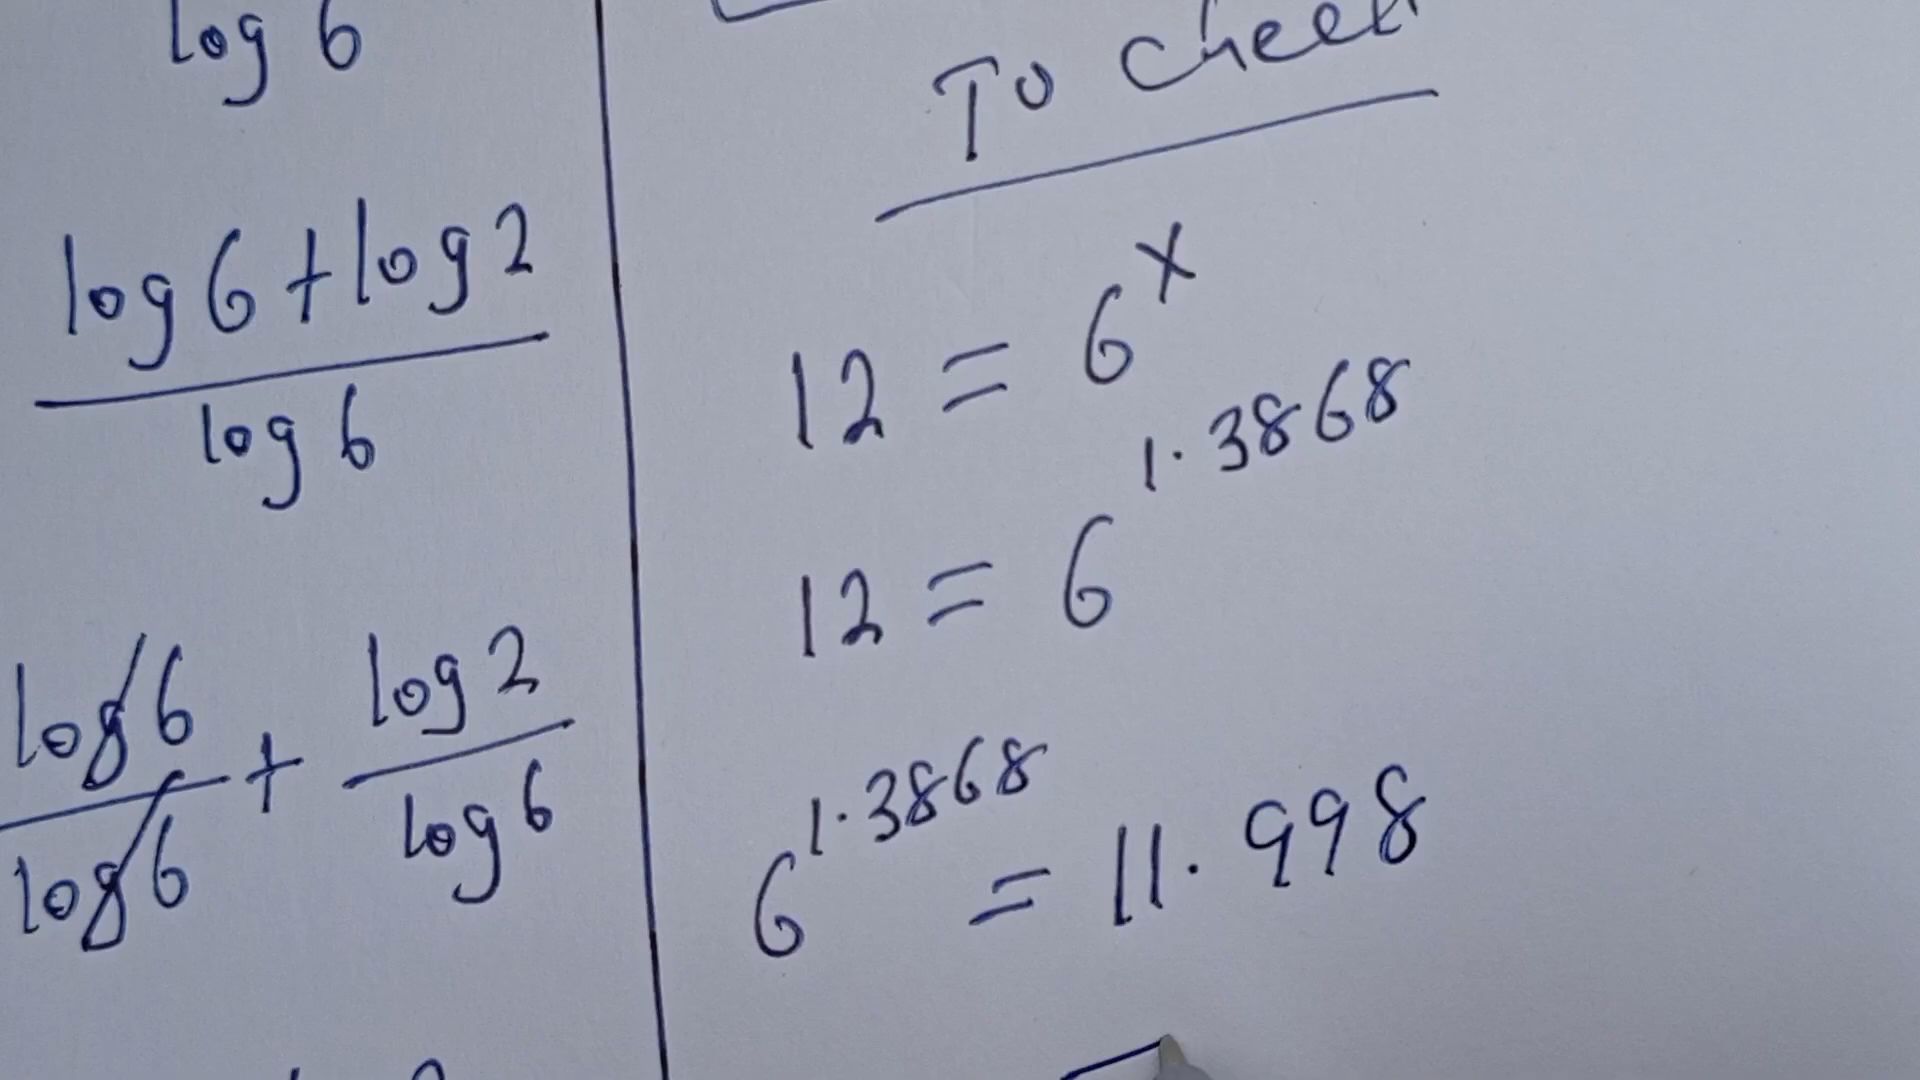 log 6
log 6 + log 2
log 6
log 6 + log 2
log 6 log 6
To check
12 = 6^x
12 = 6^1.3868
6^1.3868 = 11.998